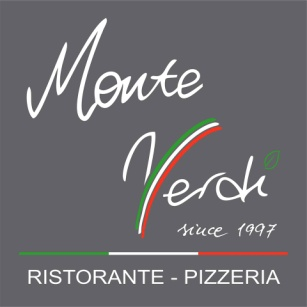 Monte
Verdi
since 1997
RISTORANTE - PIZZERIA